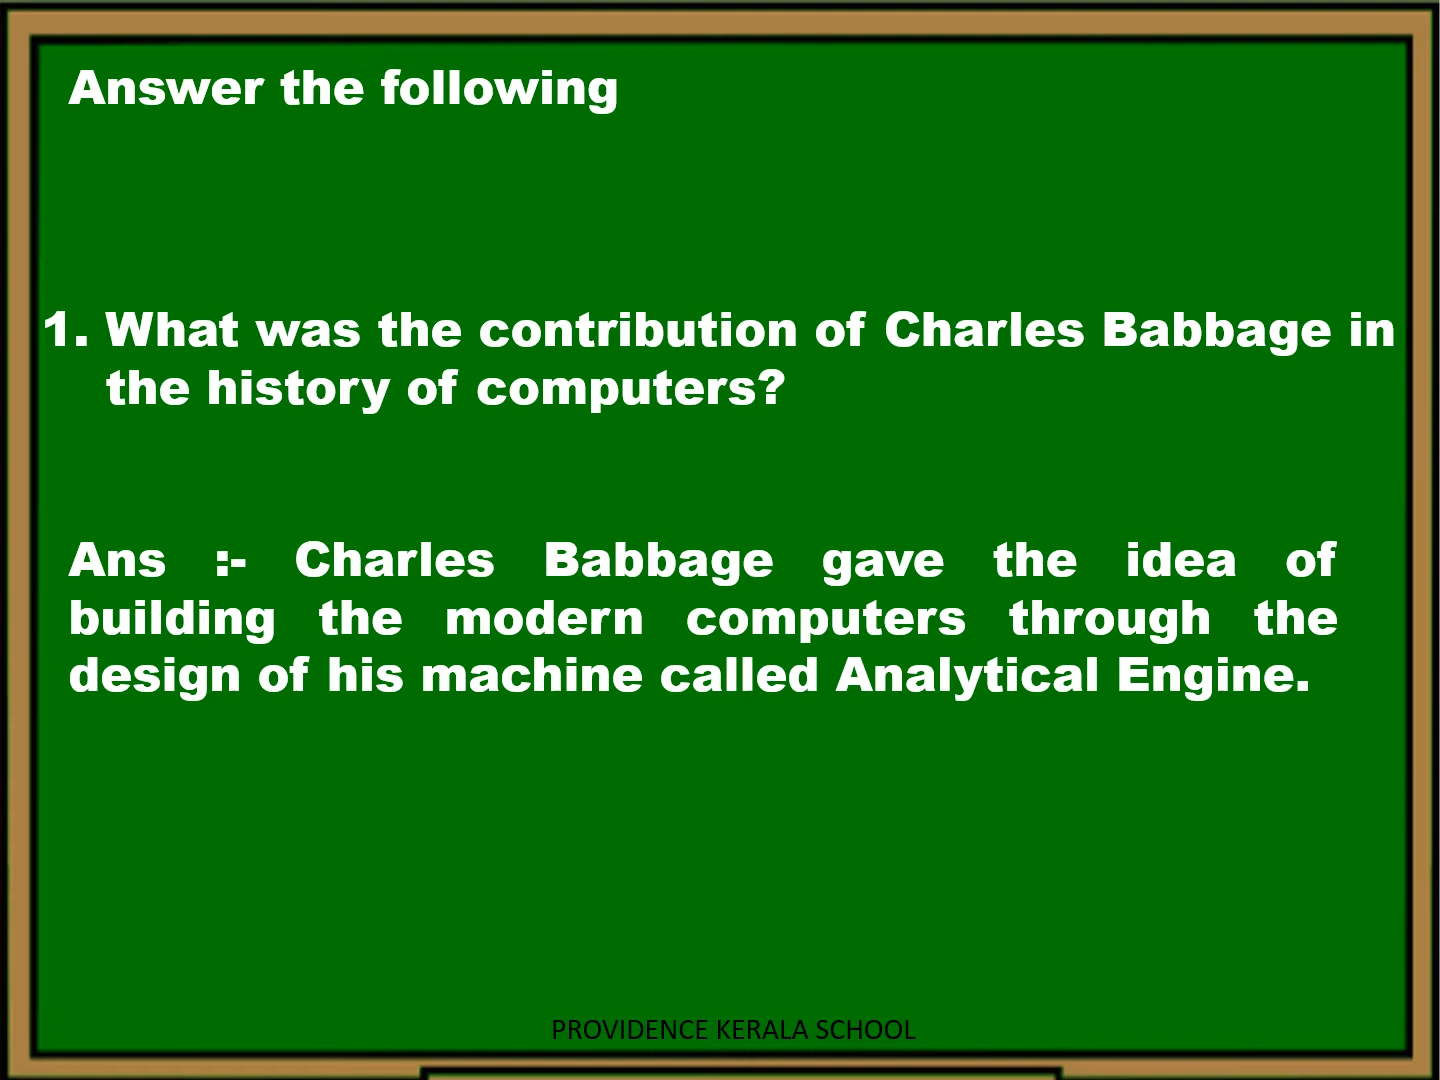 Answer the following
1. What was the contribution of Charles Babbage in
the history of computers?
Ans :- Charles Babbage gave the idea of
building the modern computers through the
design of his machine called Analytical Engine.
PROVIDENCE KERALA SCHOOL